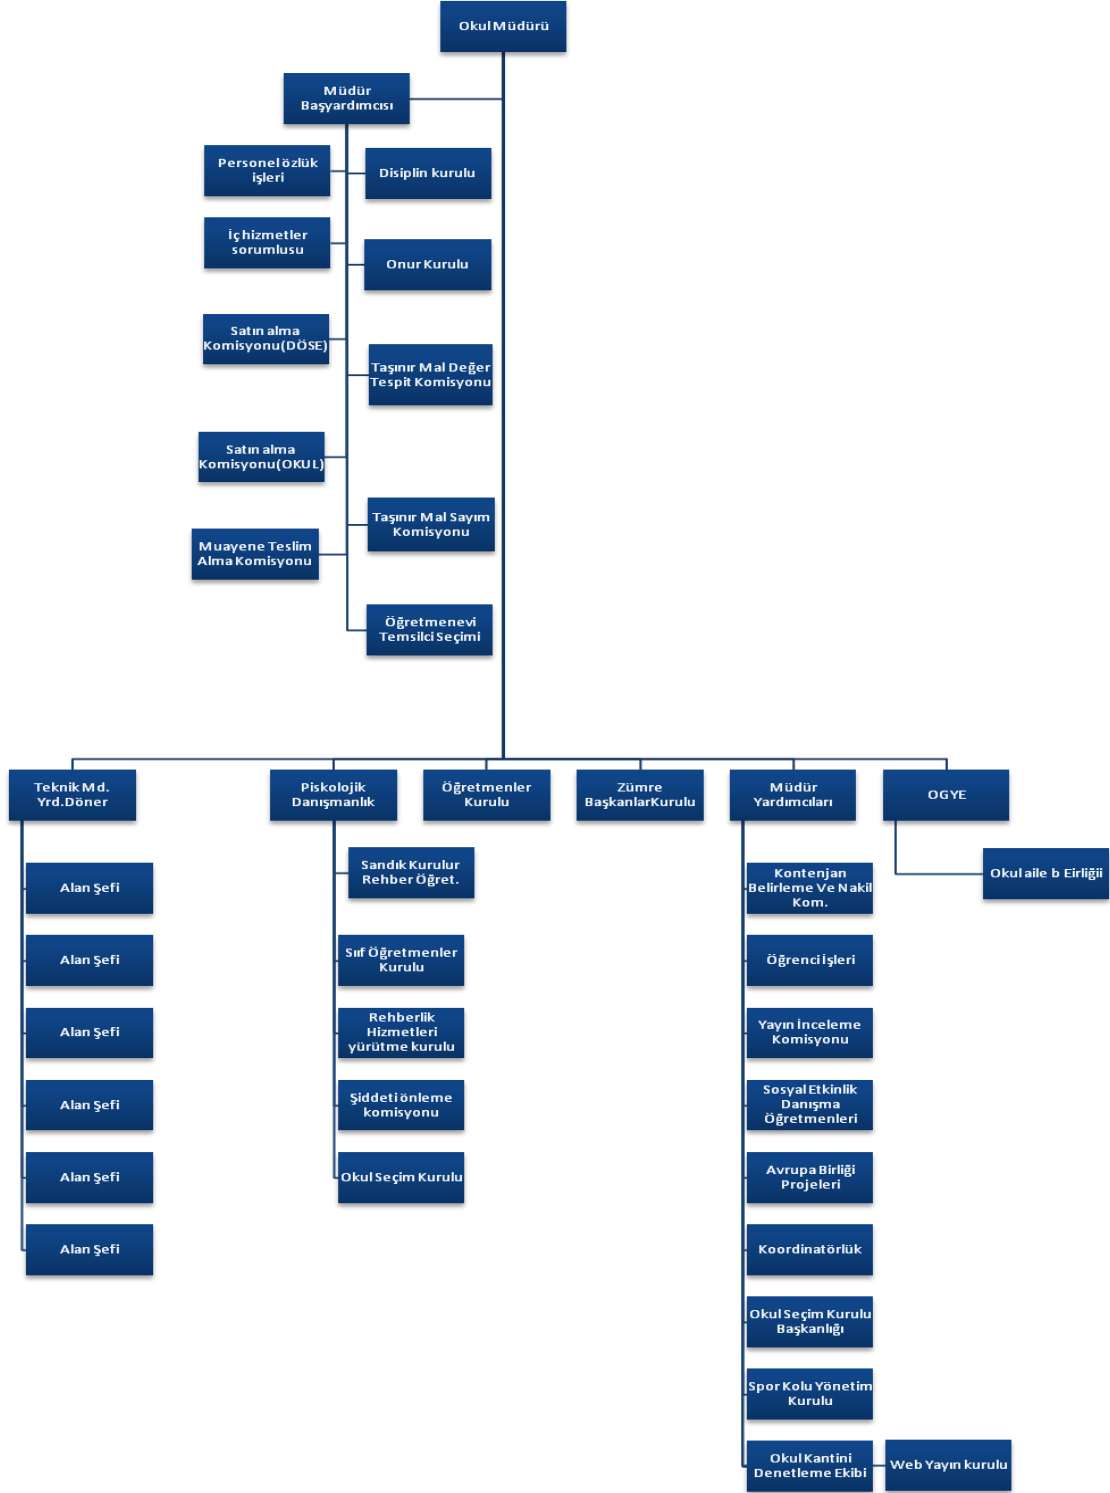 Okul Müdürü
Müdür
Başyardımcısı
Personel özlük
işleri
Disiplin kurulu
İç hizmetler
sorumlusu
Onur Kurulu
Satın alma
Komisyonu(DÖSE)
Taşınır Mal Değer
Tespit Komisyonu
Satın alma
Komisyonu(OKUL)
Taşınır Mal Sayım
Komisyonu
Muayene Teslim
Alma Komisyonu
Öğretmenevi
Temsilci Seçimi
Teknik Md.
Yrd.Döner
Piskolojik
Danışmanlık
Öğretmenler
Kurulu
Zümre
BaşkanlarKurulu
Müdür
Yardımcıları
OGYE
Alan Şefi
Alan Şefi
Alan Şefi
Alan Şefi
Alan Şefi
Alan Şefi
Sandık Kurulur
Rehber Öğret.
Sııf Öğretmenler
Kurulu
Rehberlik
Hizmetleri
yürütme kurulu
Şiddeti önleme
komisyonu
Okul Seçim Kurulu
Kontenjan
Belirleme Ve Nakil
Kom.
Öğrenci İşleri
Yayın İnceleme
Komisyonu
Sosyal Etkinlik
Danışma
Öğretmenleri
Avrupa Birliği
Projeleri
Koordinatörlük
Okul Seçim Kurulu
Başkanlığı
Spor Kolu Yönetim
Kurulu
Okul Kantini
Denetleme Ekibi
Web Yayın kurulu
Okul aile b Eirliğii